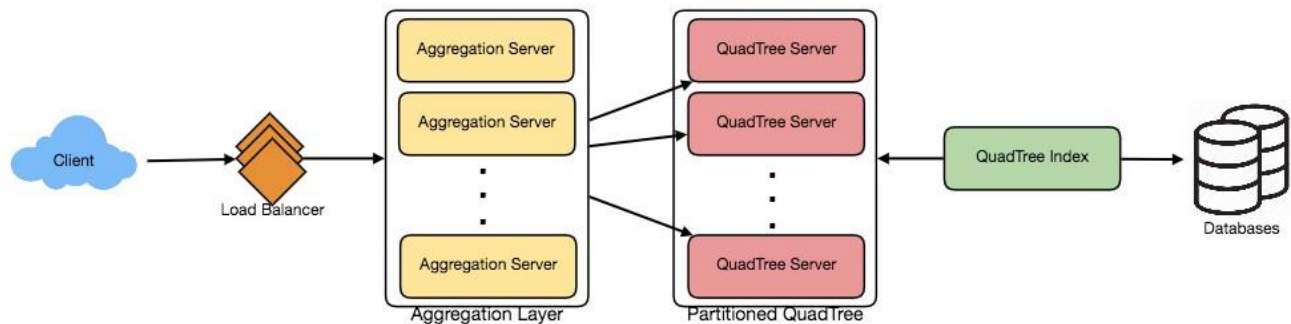 Client
Load Balancer
Aggregation Server
Aggregation Server
Aggregation Server
Aggregation Layer
QuadTree Server
QuadTree Server
QuadTree Server
Partitioned QuadTree
QuadTree Index
Databases